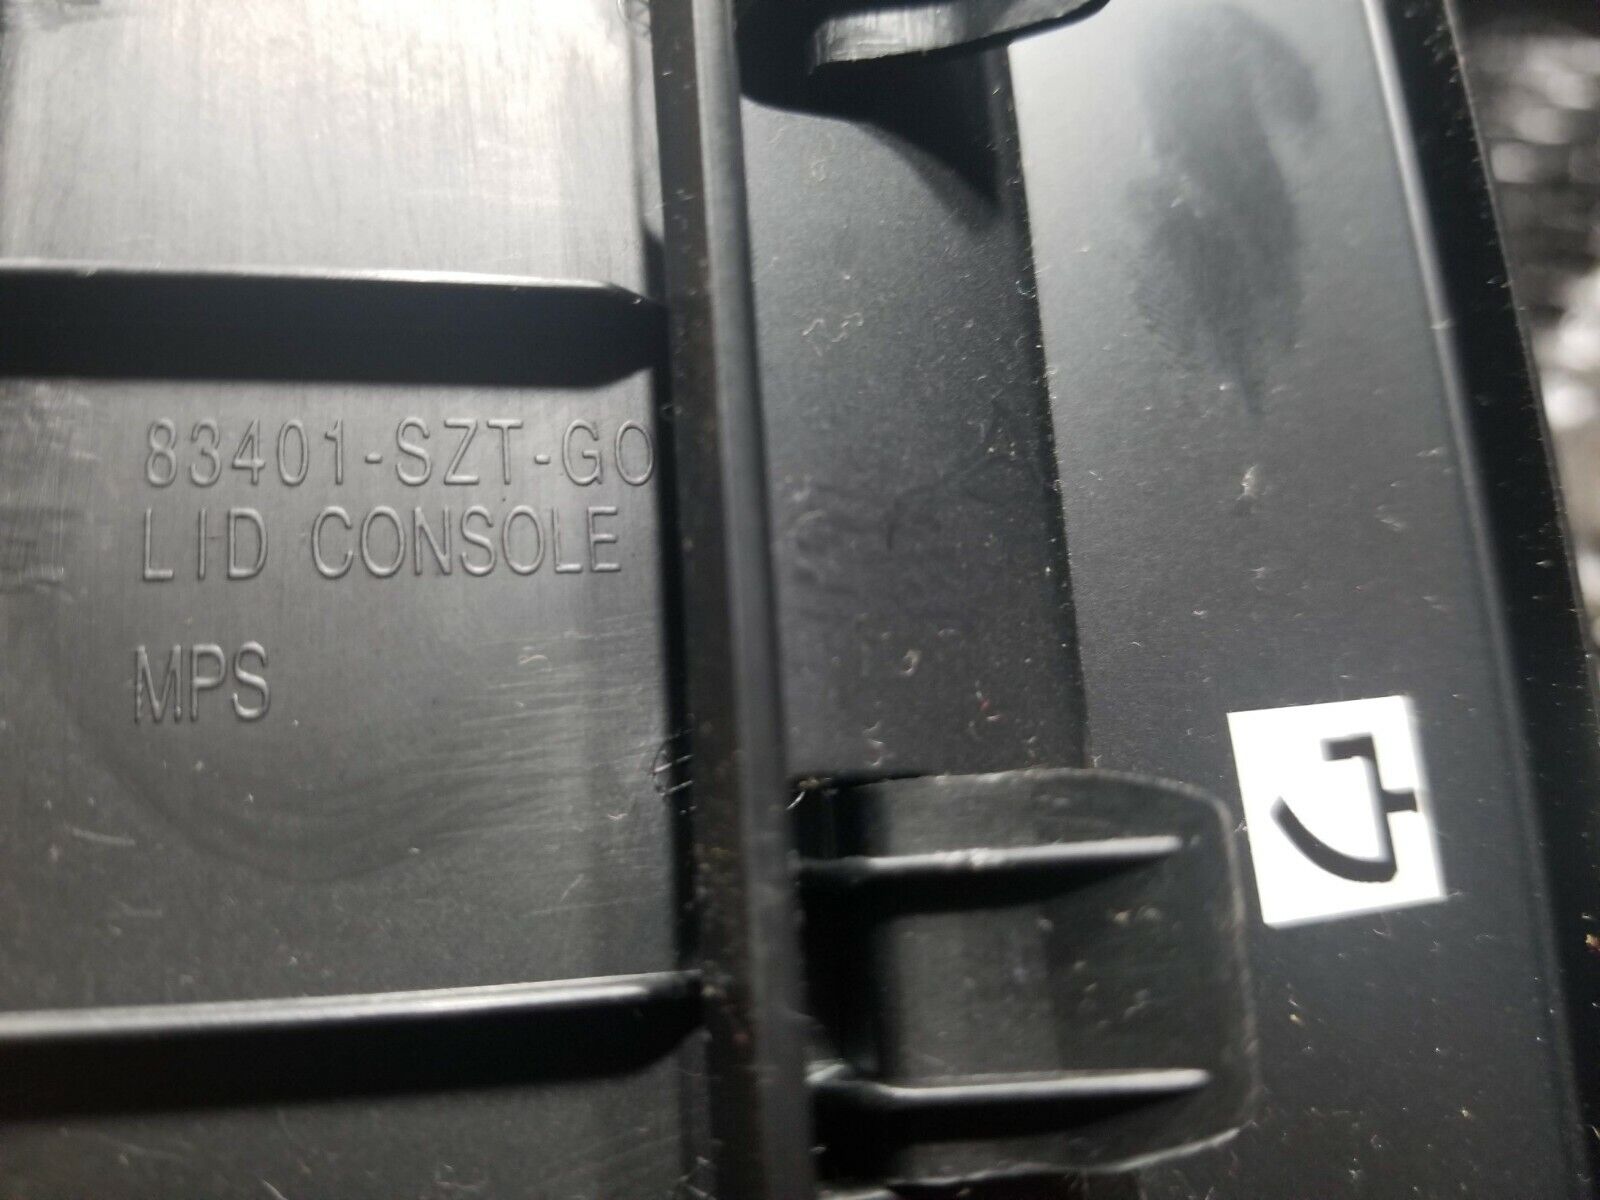 83401-SZT-GO
LID CONSOLE
MPS